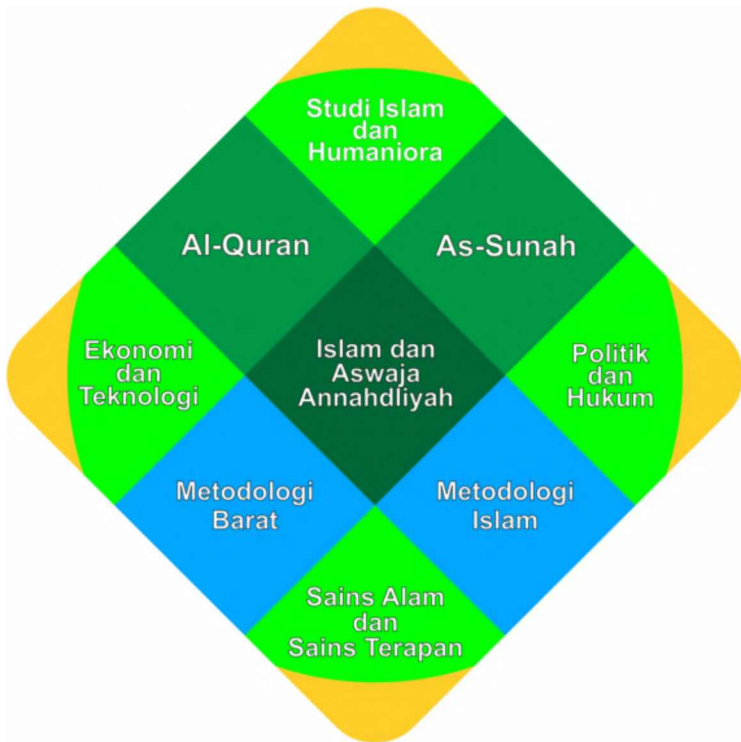 Studi Islam
dan
Humaniora
Al-Quran
As-Sunah
Ekonomi
dan
Teknologi
Islam dan
Aswaja
Annahdliyah
Politik
dan
Hukum
Metodologi
Barat
Metodologi
Islam
Sains Alam
dan
Sains Terapan